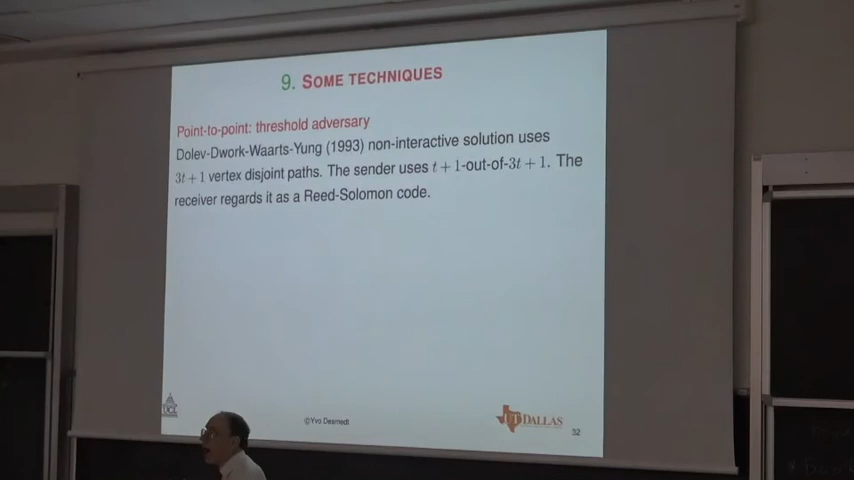 9. SOME TECHNIQUES
Point-to-point: threshold adversary
Dolev-Dwork-Waarts-Yung (1993) non-interactive solution uses
3t + 1 vertex disjoint paths. The sender uses t + 1-out-of-3t + 1. The
receiver regards it as a Reed-Solomon code.
UCL
©Yvo Desmedt
UT DALLAS
32